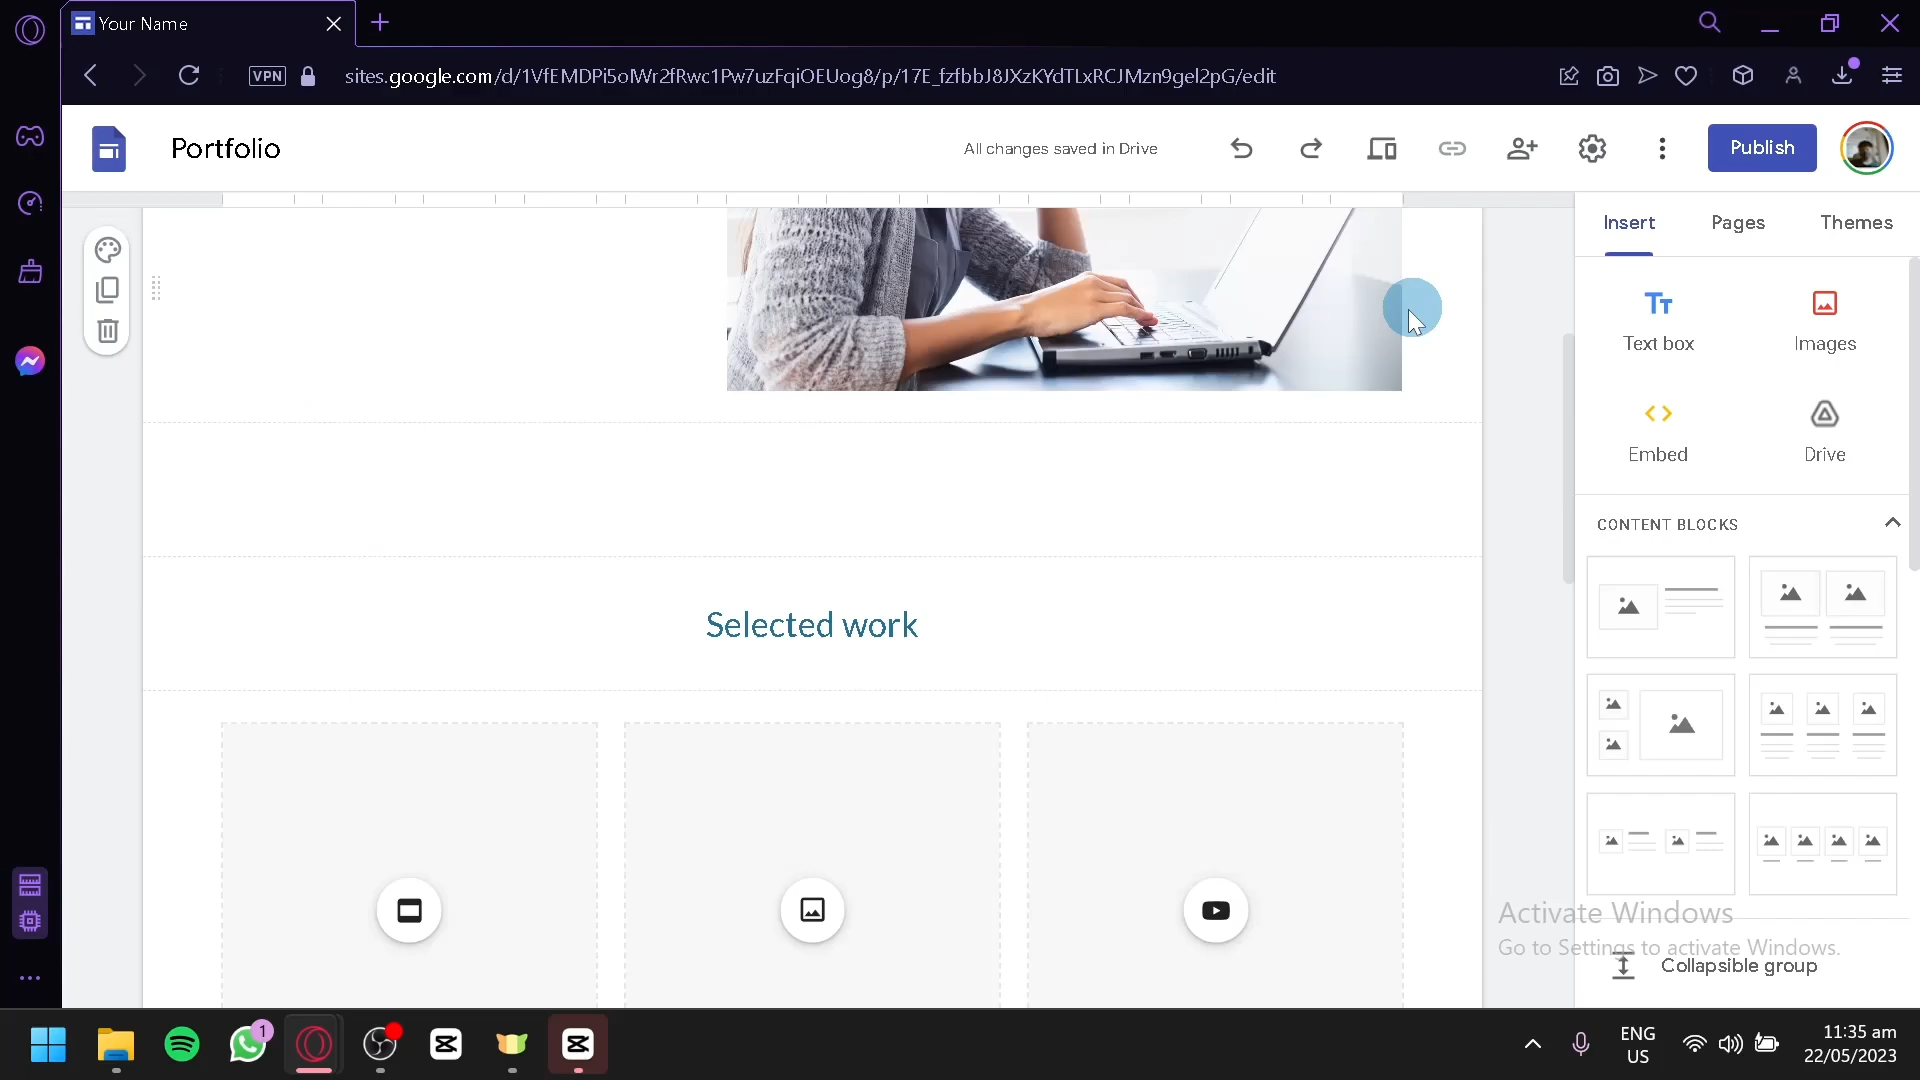 Your Name
VPN
sites.google.com/d/1VfEMDPi5oIWr2fRwc1Pw7uzFqiOEUog8/p/17E_fzfbbJ8JXzKYdTLxRCJMzn9gel2pG/edit
Portfolio
All changes saved in Drive
Publish
Insert
Pages
Themes
Tt
Text box
Images
Embed
Drive
CONTENT BLOCKS
Selected work
Activate Windows
Go to Settings to activate Windows.
Collapsible group
1
ENG
US
11:35 am
22/05/2023